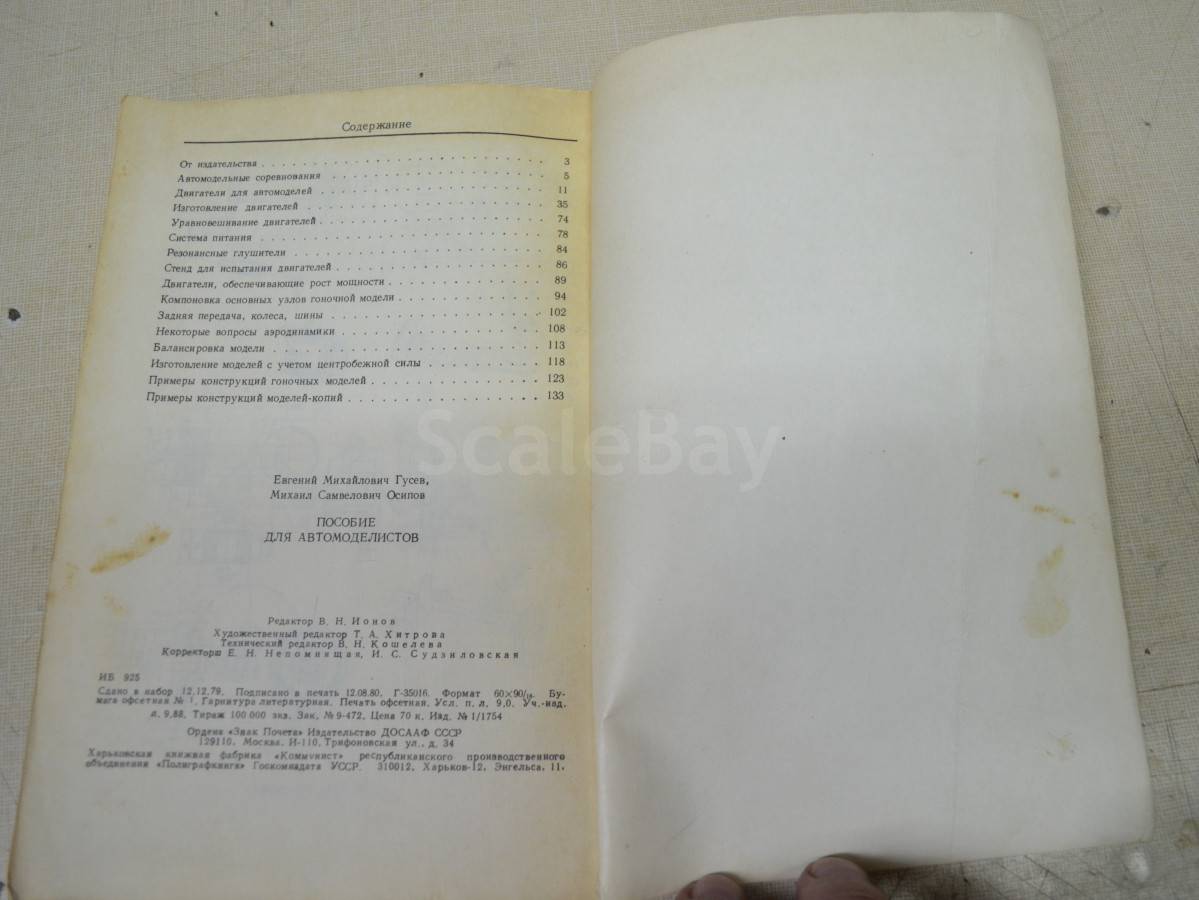 Содержание
От издательства . . . . . . . . . . . . . . . . . . . . 3
Автомодельные соревнования . . . . . . . . . . . . . . . . 5
Двигатели для автомоделей . . . . . . . . . . . . . . . . 11
Изготовление двигателей . . . . . . . . . . . . . . . . . 35
Уравновешивание двигателей . . . . . . . . . . . . . . . . 74
Система питания . . . . . . . . . . . . . . . . . . . . 78
Резонансные глушители . . . . . . . . . . . . . . . . . . 84
Стенд для испытания двигателей . . . . . . . . . . . . . . . 86
Двигатели, обеспечивающие рост мощности . . . . . . . . . . . 89
Компоновка основных узлов гоночной модели . . . . . . . . . . 94
Задняя передача, колеса, шины . . . . . . . . . . . . . . . 102
Некоторые вопросы аэродинамики . . . . . . . . . . . . . . 108
Балансировка модели . . . . . . . . . . . . . . . . . . . 113
Изготовление моделей с учетом центробежной силы . . . . . . . . 118
Примеры конструкций гоночных моделей . . . . . . . . . . . . 123
Примеры конструкций моделей-копий . . . . . . . . . . . . . . 133
ScaleBay
Евгений Михайлович Гусев,
Михаил Самвелович Осипов
ПОСОБИЕ
ДЛЯ АВТОМОДЕЛИСТОВ
Редактор В. Н. Ионов
Художественный редактор Т. А. Хитрова
Технический редактор В. Н. Кошелева
Корректоры Е. Н. Непомнящая, И. С. Судзиловская
ИБ 925
Сдано в набор 12.12.79. Подписано в печать 12.08.80. Г-35016. Формат 60×90/16. Бу-
мага офсетная № 1. Гарнитура литературная. Печать офсетная. Усл. п. л. 9,0. Уч.-изд.
л. 9,88. Тираж 100 000 экз. Зак. № 9-472. Цена 70 к. Изд. № 1/1754
Ордена «Знак Почета» Издательство ДОСААФ СССР
129110, Москва, И-110, Трифоновская ул., д. 34
Харьковская книжная фабрика «Коммунист» республиканского производственного
объединения «Полиграфкнига» Госкомиздата УССР. 310012, Харьков-12, Энгельса, 11.